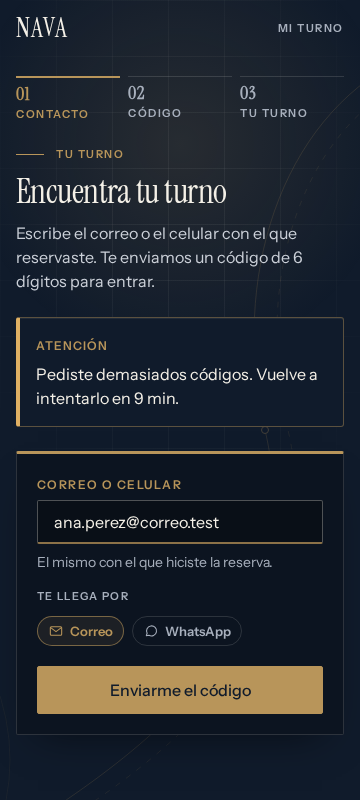 NAVA
MI TURNO
01
CONTACTO
02
CÓDIGO
03
TU TURNO
TU TURNO
Encuentra tu turno
Escribe el correo o el celular con el que
reservaste. Te enviamos un código de 6
dígitos para entrar.
ATENCIÓN
Pediste demasiados códigos. Vuelve a
intentarlo en 9 min.
CORREO O CELULAR
ana.perez@correo.test
El mismo con el que hiciste la reserva.
TE LLEGA POR
Correo
WhatsApp
Enviarme el código